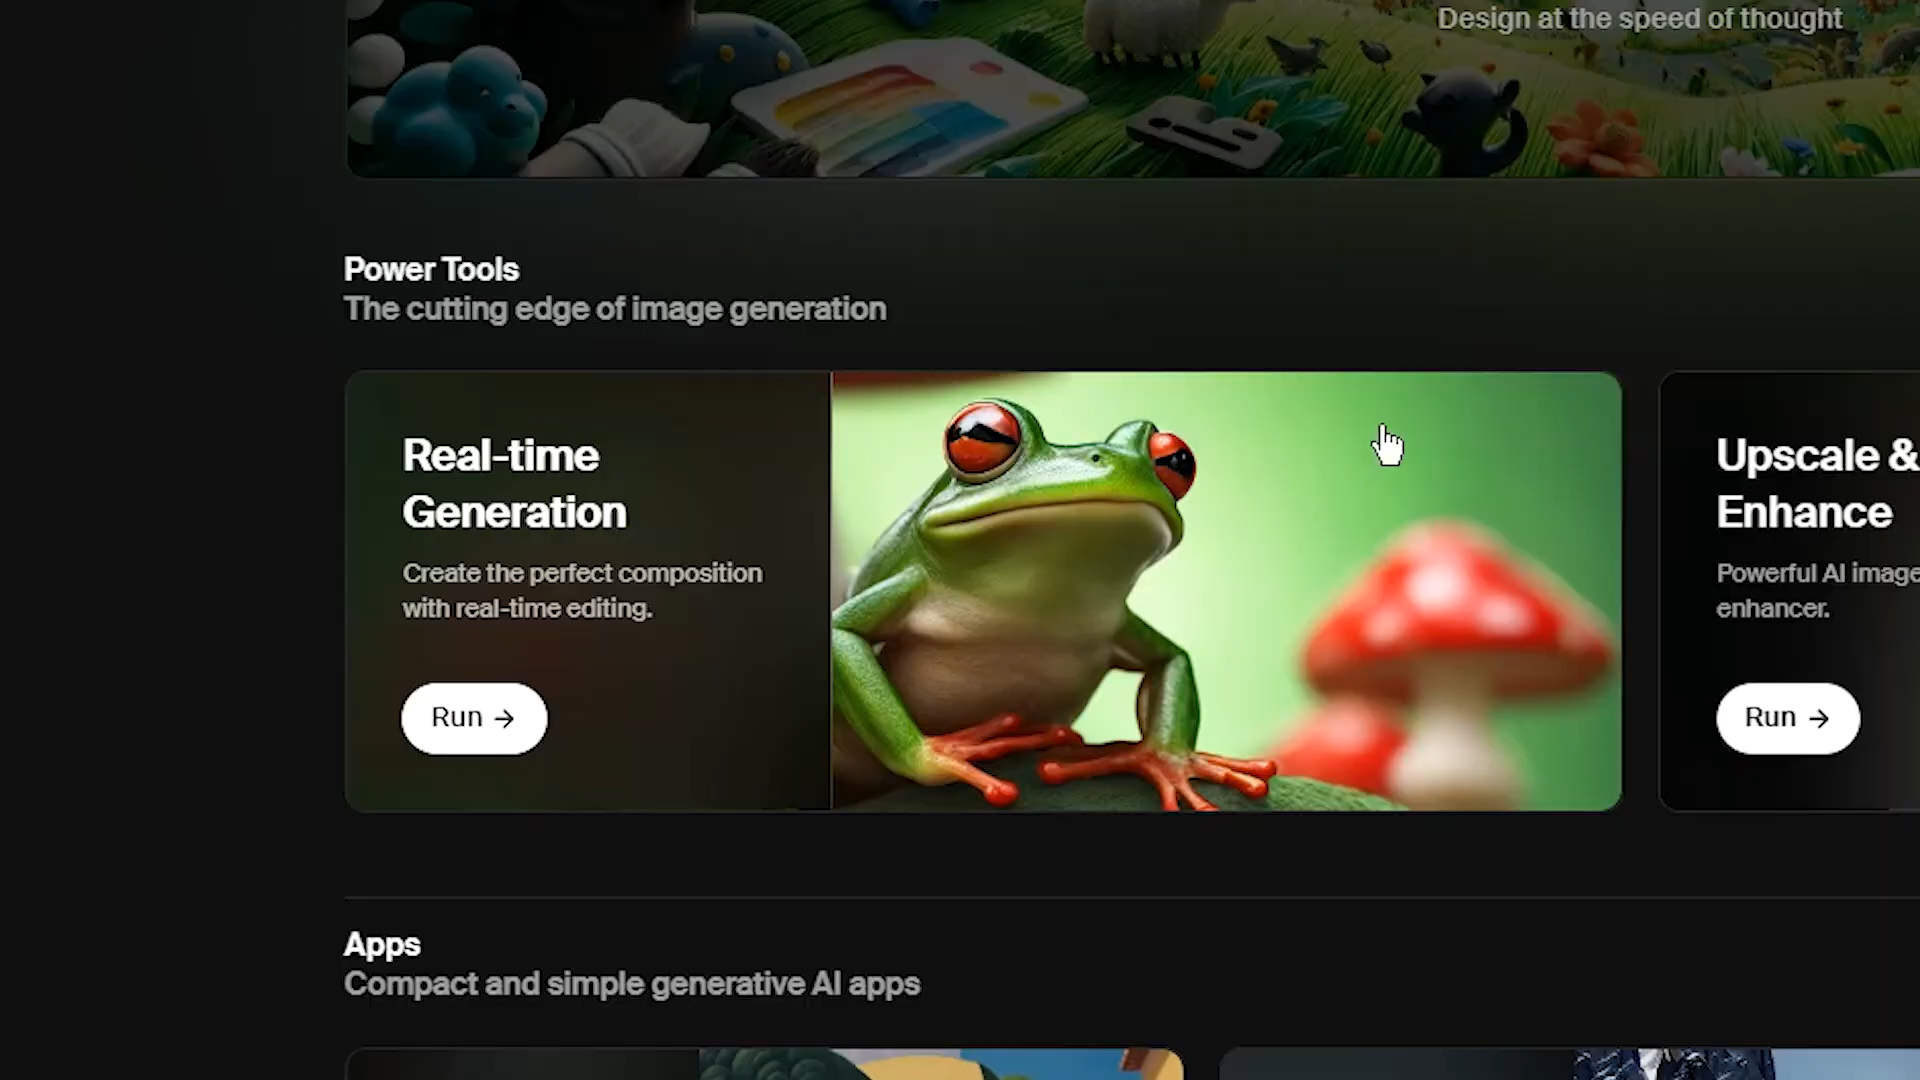 Design at the speed of thought
Power Tools
The cutting edge of image generation
Real-time
Generation
Create the perfect composition
with real-time editing.
Run →
Upscale &
Enhance
Powerful AI image
enhancer.
Run →
Apps
Compact and simple generative AI apps